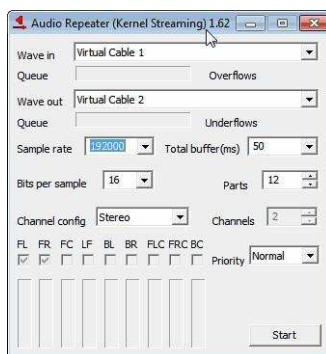 Audio Repeater (Kernel Streaming) 1.62
Wave in Virtual Cable 1
Queue Overflows
Wave out Virtual Cable 2
Queue Underflows
Sample rate 192000 Total buffer(ms) 50
Bits per sample 16 Parts 12
Channel config Stereo Channels 2
FL FR FC LF BL BR FLC FRC BC
Priority Normal
Start